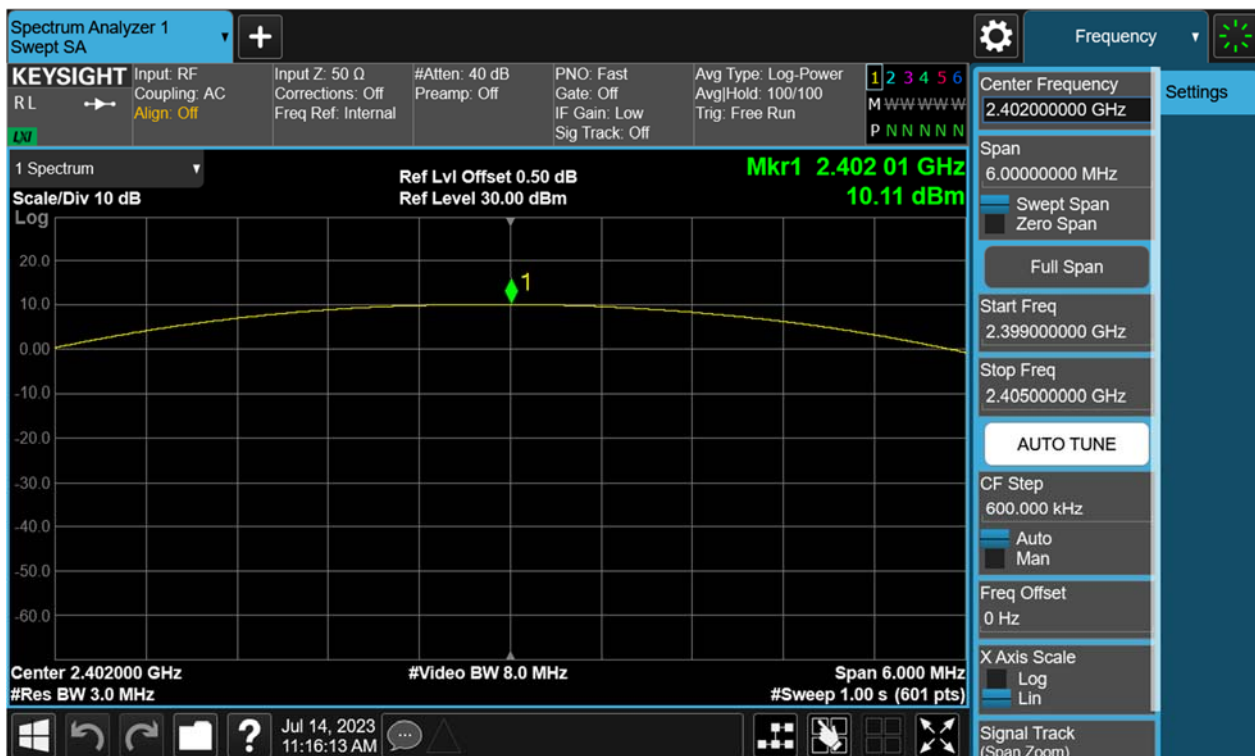 Spectrum Analyzer 1
Swept SA
+
Frequency
KEYSIGHT
R L
LXI
Input: RF
Coupling: AC
Align: Off
Input Z: 50 Ω
Corrections: Off
Freq Ref: Internal
#Atten: 40 dB
Preamp: Off
PNO: Fast
Gate: Off
IF Gain: Low
Sig Track: Off
Avg Type: Log-Power
Avg|Hold: 100/100
Trig: Free Run
1 2 3 4 5 6
M W W W W W
P N N N N N
1 Spectrum
Scale/Div 10 dB
Log
Ref Lvl Offset 0.50 dB
Ref Level 30.00 dBm
Mkr1 2.402 01 GHz
10.11 dBm
1
20.0
10.0
0.00
-10.0
-20.0
-30.0
-40.0
-50.0
-60.0
Center 2.402000 GHz
#Res BW 3.0 MHz
#Video BW 8.0 MHz
Span 6.000 MHz
#Sweep 1.00 s (601 pts)
?
Jul 14, 2023
11:16:13 AM
Center Frequency
2.402000000 GHz
Span
6.00000000 MHz
Swept Span
Zero Span
Full Span
Start Freq
2.399000000 GHz
Stop Freq
2.405000000 GHz
AUTO TUNE
CF Step
600.000 kHz
Auto
Man
Freq Offset
0 Hz
X Axis Scale
Log
Lin
Signal Track
(Span Zoom)
Settings